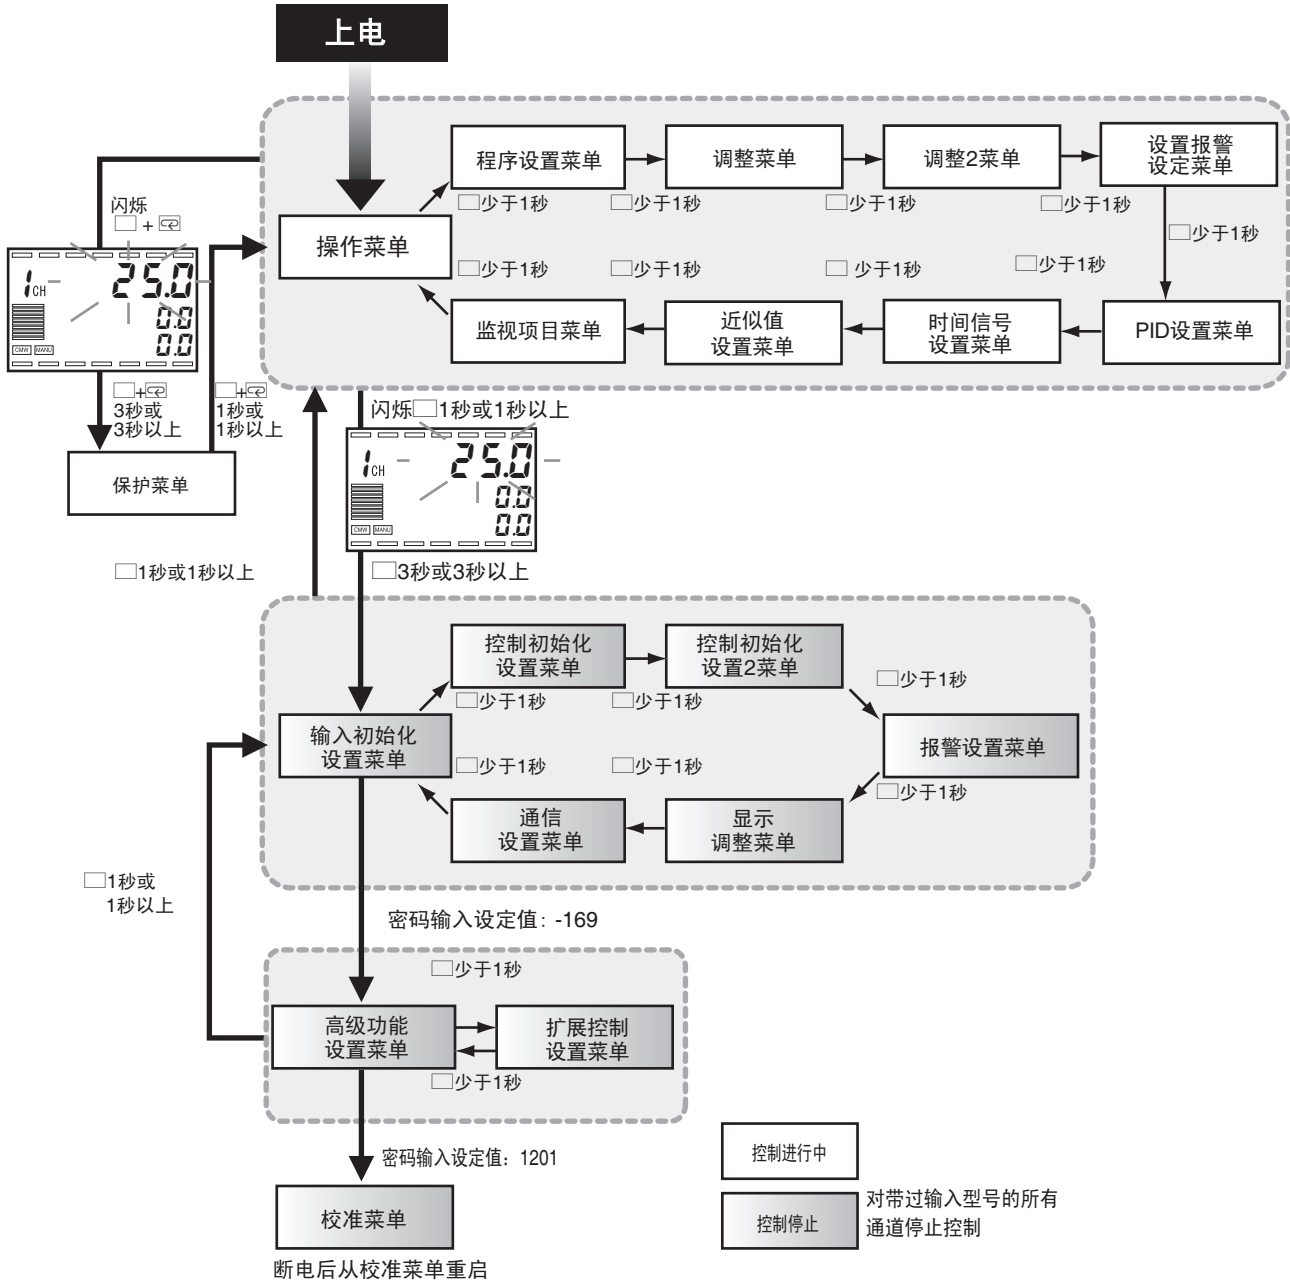 上电
程序设置菜单
调整菜单
调整2菜单
设置报警
设定菜单
□少于1秒
□少于1秒
□少于1秒
□少于1秒
□少于1秒
操作菜单
□少于1秒
□少于1秒
□少于1秒
□少于1秒
监视项目菜单
近似值
设置菜单
时间信号
设置菜单
PID设置菜单
闪烁
□+
1 CH
25.0
0.0
0.0
CMW MANU
□+
3秒或
3秒以上
□+
1秒或
1秒以上
保护菜单
闪烁□1秒或1秒以上
1 CH
25.0
0.0
0.0
CMW MANU
□1秒或1秒以上
□3秒或3秒以上
控制初始化
设置菜单
控制初始化
设置2菜单
□少于1秒
□少于1秒
□少于1秒
输入初始化
设置菜单
报警设置菜单
□少于1秒
□少于1秒
□少于1秒
通信
设置菜单
显示
调整菜单
□1秒或
1秒以上
密码输入设定值: -169
□少于1秒
高级功能
设置菜单
扩展控制
设置菜单
□少于1秒
密码输入设定值: 1201
校准菜单
断电后从校准菜单重启
控制进行中
控制停止
对带过输入型号的所有
通道停止控制